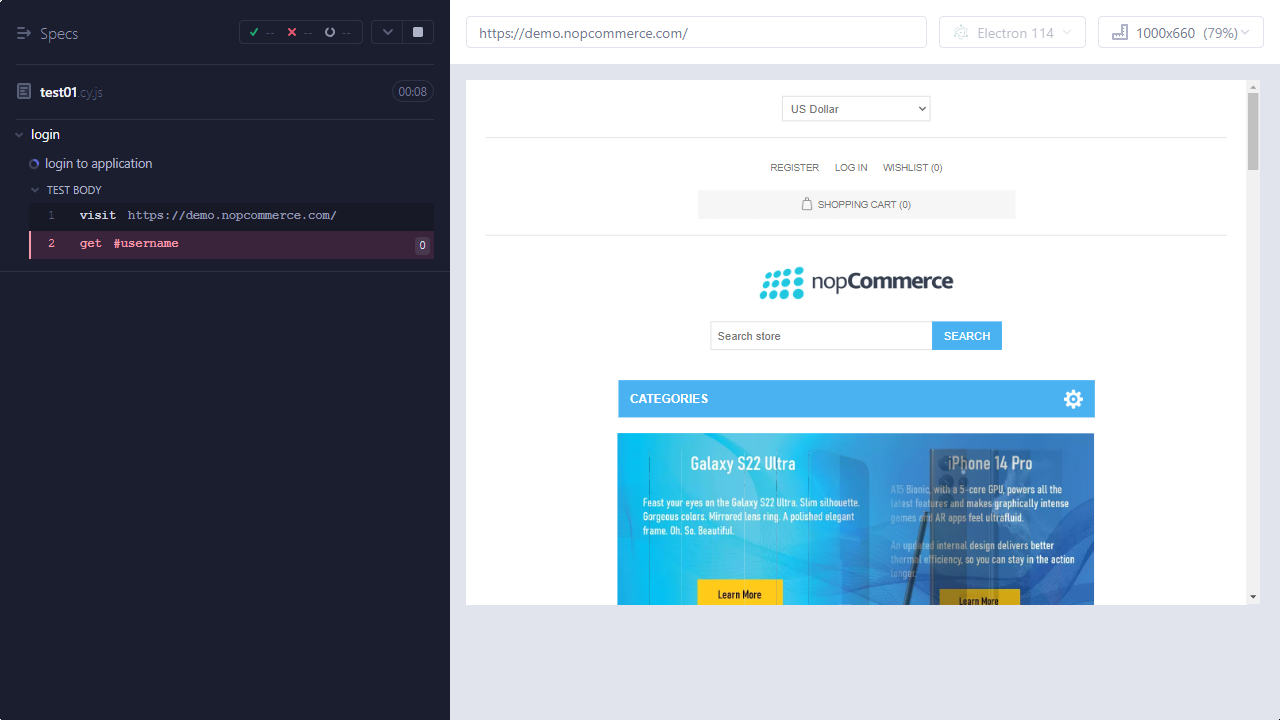 Specs
-- -- --
test01.cy.js
00:08
login
login to application
TEST BODY
1 visit https://demo.nopcommerce.com/
2 get #username 0
https://demo.nopcommerce.com/
Electron 114
1000x660 (79%)
US Dollar
REGISTER LOG IN WISHLIST (0)
SHOPPING CART (0)
nopCommerce
Search store
SEARCH
CATEGORIES
Galaxy S22 Ultra
Feast your eyes on the Galaxy S22 Ultra. Slim silhouette.
Gorgeous colors. Mirrored lens ring. A polished elegant
frame. Oh. So. Beautiful.
Learn More
iPhone 14 Pro
A15 Bionic, with a 5-core GPU, powers all the
latest features and makes graphically intense
games and AR apps feel ultrafluid.
An updated internal design delivers better
thermal efficiency, so you can stay in the action
longer.
Learn More